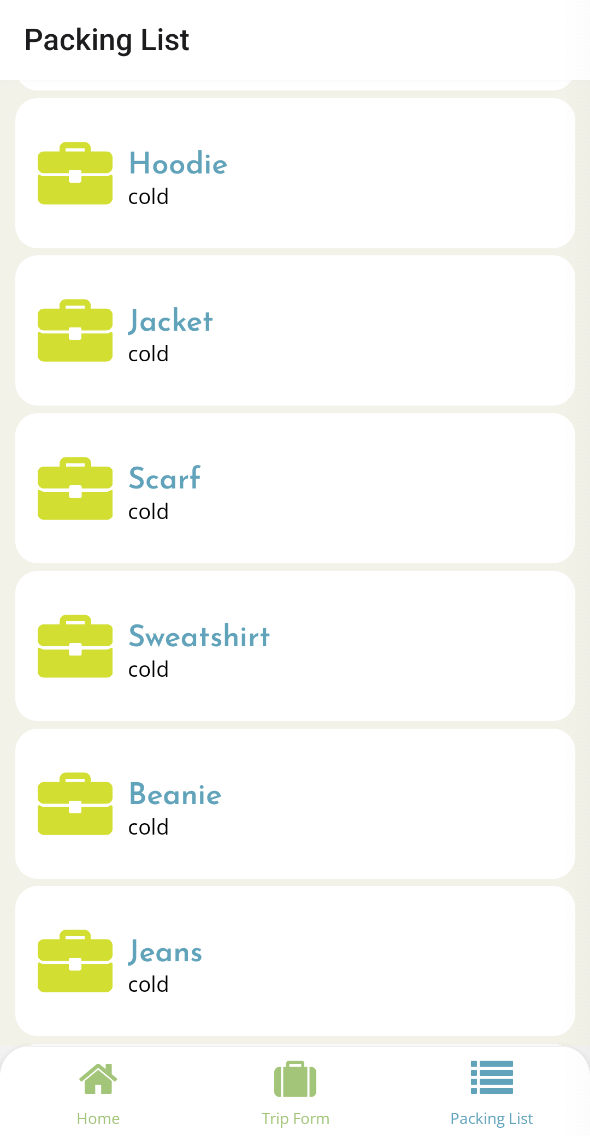 Packing List
Hoodie
cold
Jacket
cold
Scarf
cold
Sweatshirt
cold
Beanie
cold
Jeans
cold
Home
Trip Form
Packing List